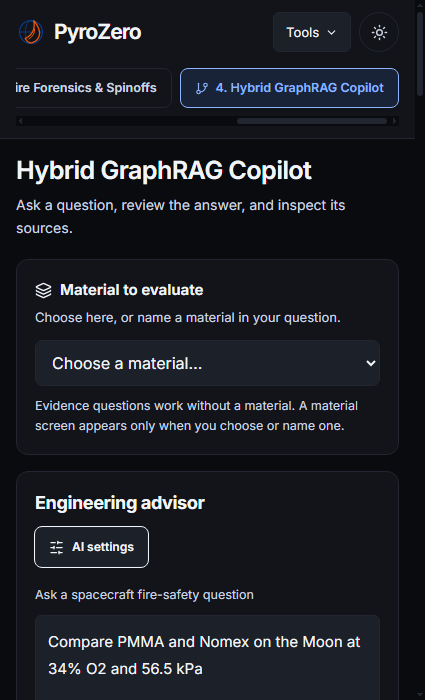 PyroZero
Tools
ire Forensics & Spinoffs
4. Hybrid GraphRAG Copilot
Hybrid GraphRAG Copilot
Ask a question, review the answer, and inspect its
sources.
Material to evaluate
Choose here, or name a material in your question.
Choose a material...
Evidence questions work without a material. A material
screen appears only when you choose or name one.
Engineering advisor
AI settings
Ask a spacecraft fire-safety question
Compare PMMA and Nomex on the Moon at
34% O2 and 56.5 kPa